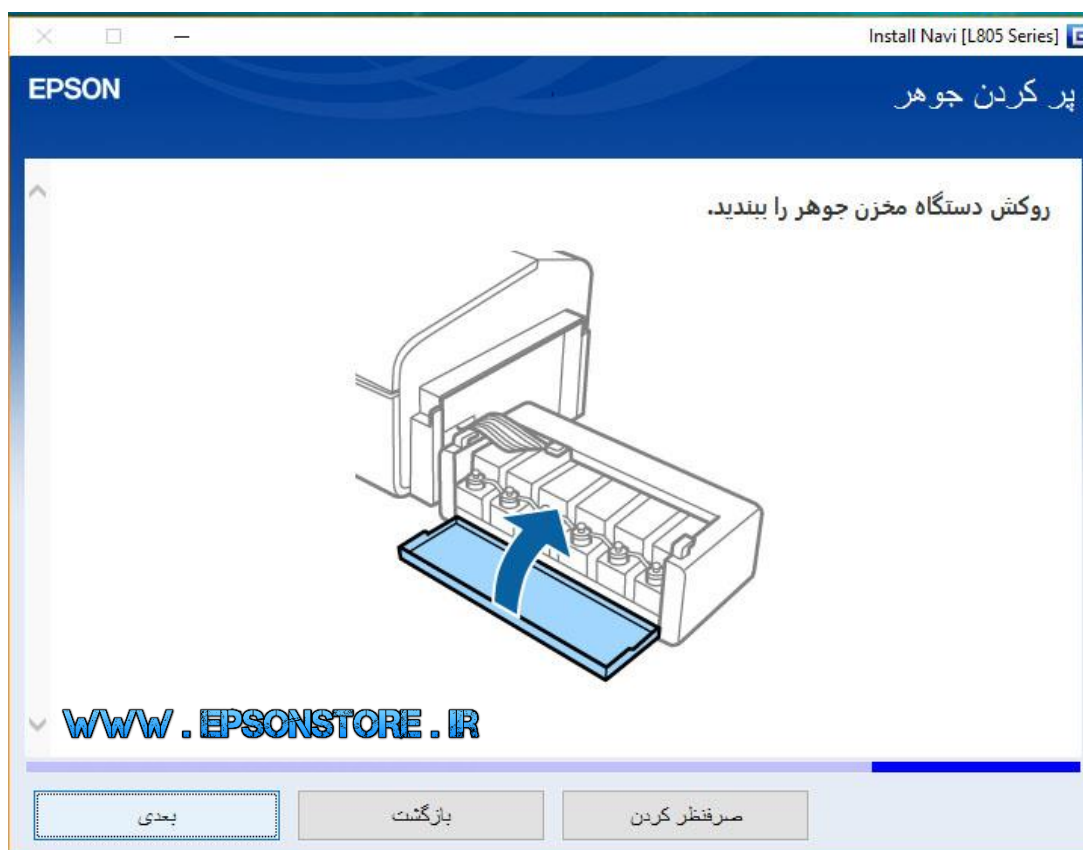 Install Navi [L805 Series]
EPSON
پر کردن جوهر
روکش دستگاه مخزن جوهر را ببندید.
WWW . EPSONSTORE . IR
صرفنظر کردن
بازگشت
بعدی